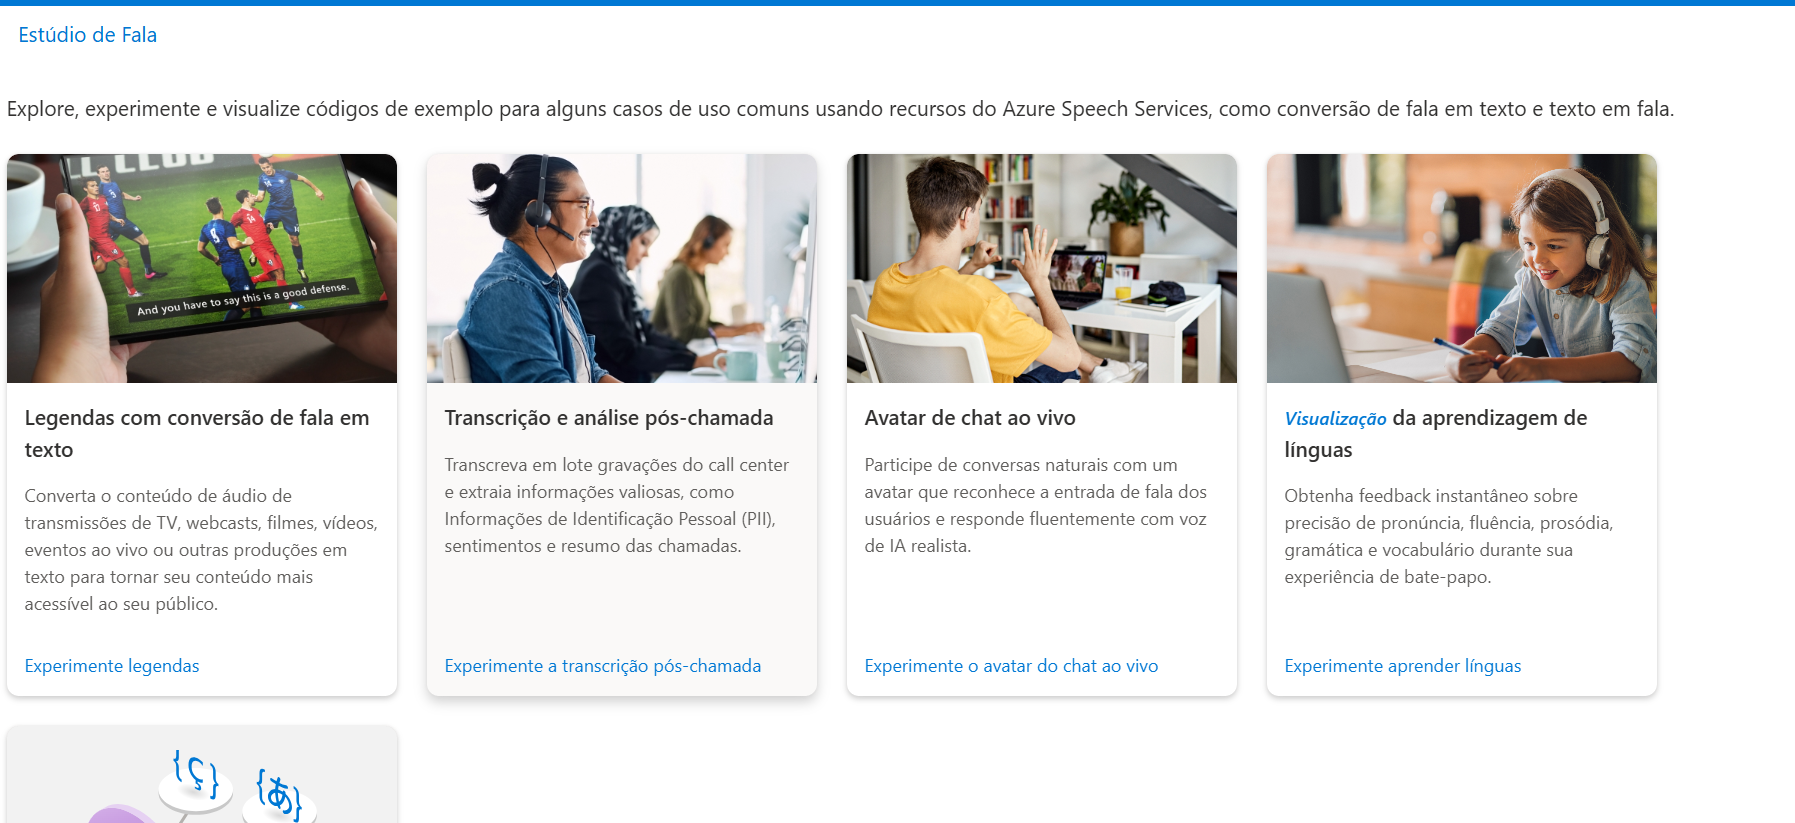 Estúdio de Fala
Explore, experimente e visualize códigos de exemplo para alguns casos de uso comuns usando recursos do Azure Speech Services, como conversão de fala em texto e texto em fala.
CLUB
And you have to say this is a good defense.
Legendas com conversão de fala em
texto
Converta o conteúdo de áudio de
transmissões de TV, webcasts, filmes, vídeos,
eventos ao vivo ou outras produções em
texto para tornar seu conteúdo mais
acessível ao seu público.
Experimente legendas
Transcrição e análise pós-chamada
Transcreva em lote gravações do call center
e extraia informações valiosas, como
Informações de Identificação Pessoal (PII),
sentimentos e resumo das chamadas.
Experimente a transcrição pós-chamada
Avatar de chat ao vivo
Participe de conversas naturais com um
avatar que reconhece a entrada de fala dos
usuários e responde fluentemente com voz
de IA realista.
Experimente o avatar do chat ao vivo
Visualização da aprendizagem de
línguas
Obtenha feedback instantâneo sobre
precisão de pronúncia, fluência, prosódia,
gramática e vocabulário durante sua
experiência de bate-papo.
Experimente aprender línguas
{ç}
{あ}